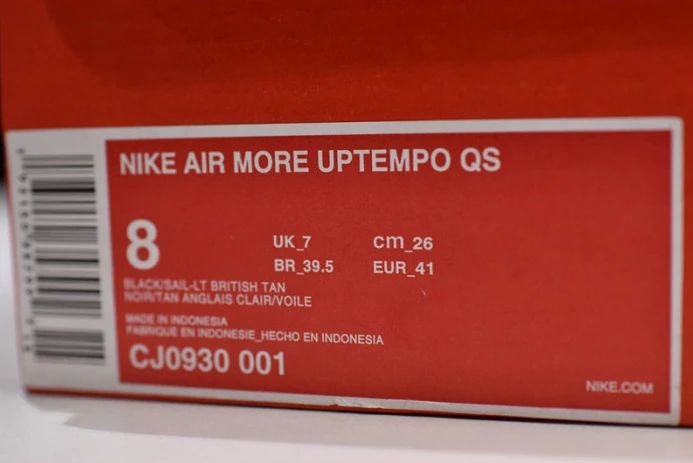 NIKE AIR MORE UPTEMPO QS
8
UK_7 cm_26
BR_39.5 EUR_41
BLACK/SAIL-LT BRITISH TAN
NOIR/TAN ANGLAIS CLAIR/VOILE
MADE IN INDONESIA
FABRIQUE EN INDONESIE_HECHO EN INDONESIA
CJ0930 001
NIKE.COM